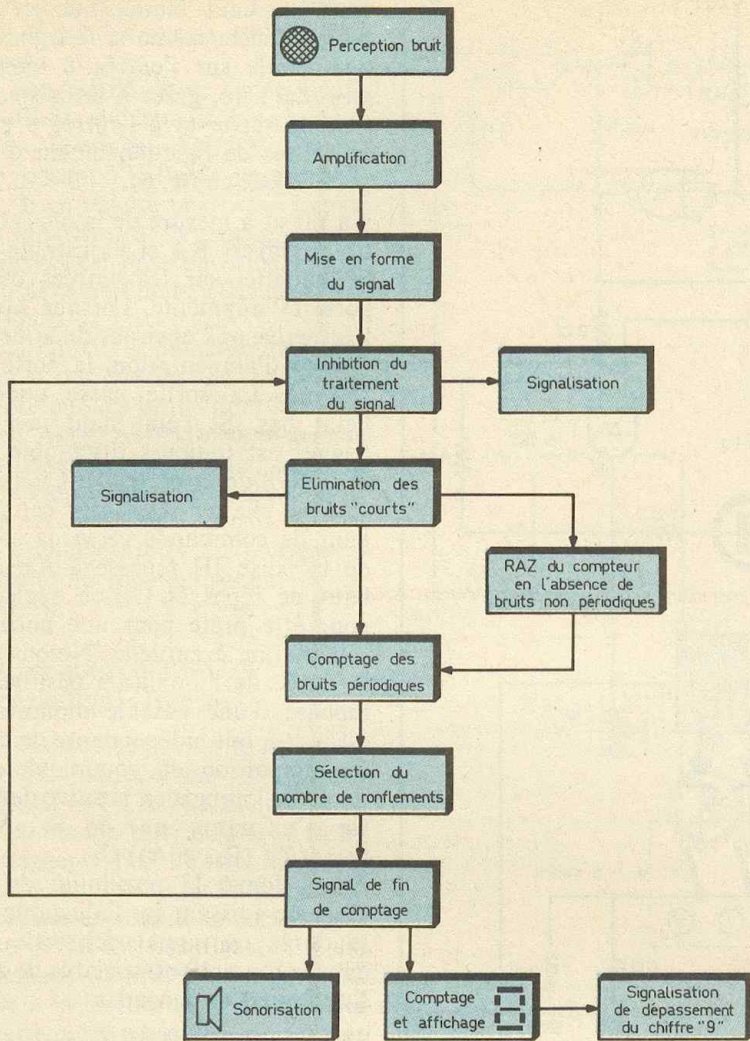 Perception bruit
Amplification
Mise en forme
du signal
Inhibition du
traitement
du signal
Signalisation
Signalisation
Elimination des
bruits "courts"
RAZ du compteur
en l'absence de
bruits non périodiques
Comptage des
bruits périodiques
Sélection du
nombre de ronflements
Signal de fin
de comptage
Sonorisation
Comptage
et affichage
Signalisation
de dépassement
du chiffre "9"